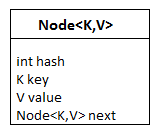 Node<K,V>
int hash
K key
V value
Node<K,V> next